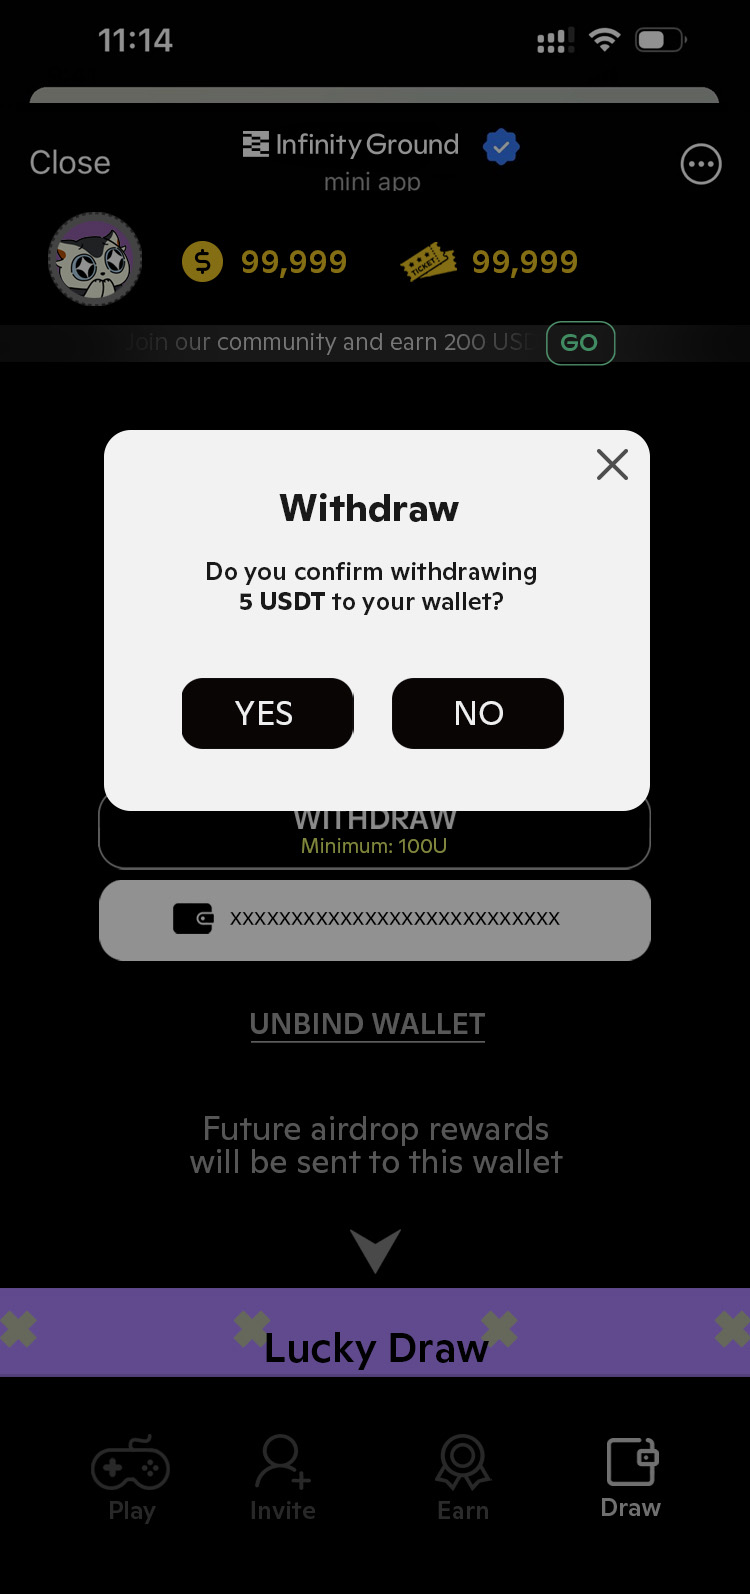 11:14
Close
Infinity Ground
mini app
99,999
TICKET
99,999
Join our community and earn 200 USD
GO
Withdraw
Do you confirm withdrawing
5 USDT to your wallet?
YES
NO
WITHDRAW
Minimum: 100U
xxxxxxxxxxxxxxxxxxxxxxxxxxx
UNBIND WALLET
Future airdrop rewards
will be sent to this wallet
Lucky Draw
Play
Invite
Earn
Draw